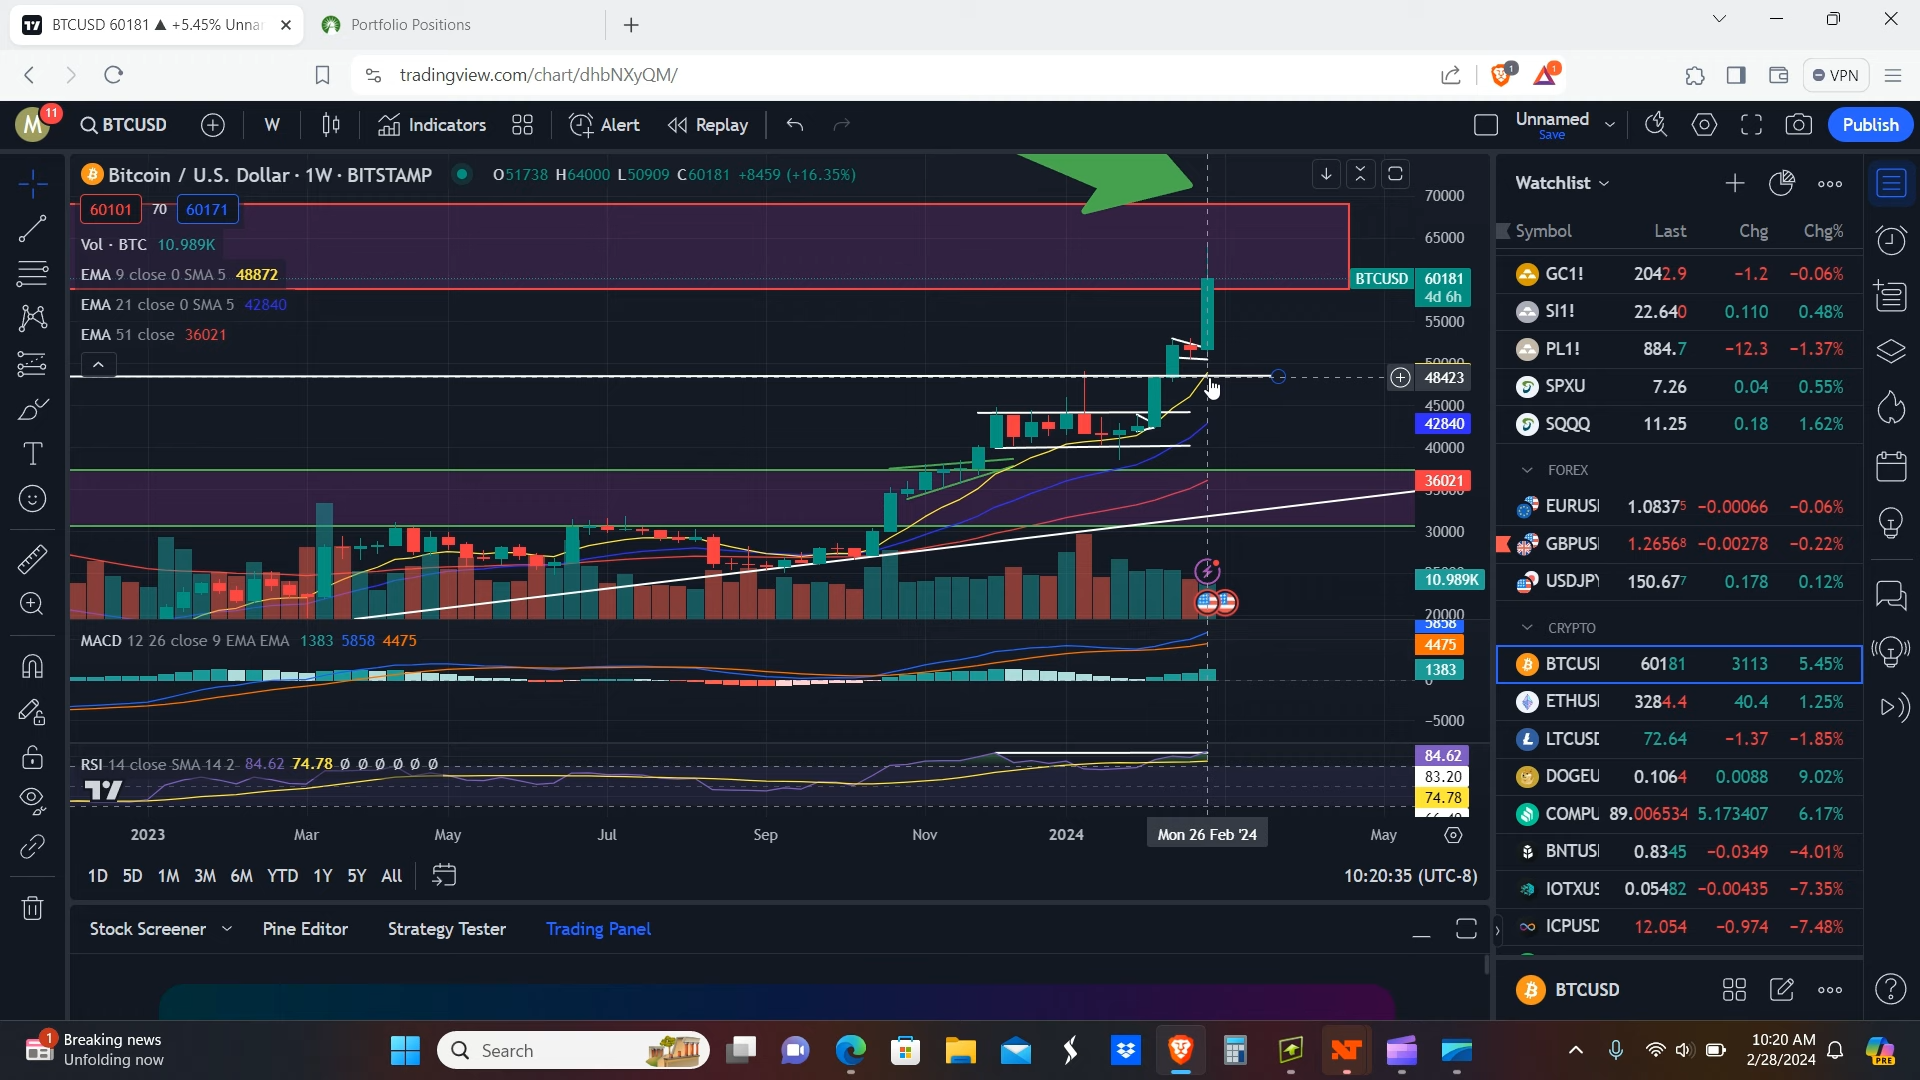 BTCUSD 60181 ▲ +5.45% Unna
Portfolio Positions
tradingview.com/chart/dhbNXyQM/
1
1
VPN
M
11
BTCUSD
W
Indicators
Alert
Replay
Unnamed
Save
Publish
Bitcoin / U.S. Dollar · 1W · BITSTAMP
O51738 H64000 L50909 C60181 +8459 (+16.35%)
60101 70 60171
Vol · BTC 10.989K
EMA 9 close 0 SMA 5 48872
EMA 21 close 0 SMA 5 42840
EMA 51 close 36021
70000
65000
BTCUSD 60181
4d 6h
55000
48423
45000
42840
40000
36021
30000
10.989K
20000
MACD 12 26 close 9 EMA EMA 1383 5858 4475
5858
4475
1383
−5000
RSI 14 close SMA 14 2 84.62 74.78 Ø Ø Ø Ø Ø Ø
84.62
83.20
74.78
2023 Mar May Jul Sep Nov 2024 Mon 26 Feb '24 May
1D 5D 1M 3M 6M YTD 1Y 5Y All
10:20:35 (UTC-8)
Stock Screener
Pine Editor
Strategy Tester
Trading Panel
Watchlist
Symbol Last Chg Chg%
GC1! 2042.9 −1.2 −0.06%
SI1! 22.640 0.110 0.48%
PL1! 884.7 −12.3 −1.37%
SPXU 7.26 0.04 0.55%
SQQQ 11.25 0.18 1.62%
FOREX
EURUS 1.08375 −0.00066 −0.06%
GBPUS 1.26568 −0.00278 −0.22%
USDJPY 150.677 0.178 0.12%
CRYPTO
BTCUS 60181 3113 5.45%
ETHUS 3284.4 40.4 1.25%
LTCUS 72.64 −1.37 −1.85%
DOGEU 0.1064 0.0088 9.02%
COMPU 89.006534 5.173407 6.17%
BNTUS 0.8345 −0.0349 −4.01%
IOTXUS 0.05482 −0.00435 −7.35%
ICPUSD 12.054 −0.974 −7.48%
BTCUSD
1
Breaking news
Unfolding now
Search
10:20 AM
2/28/2024
PRE